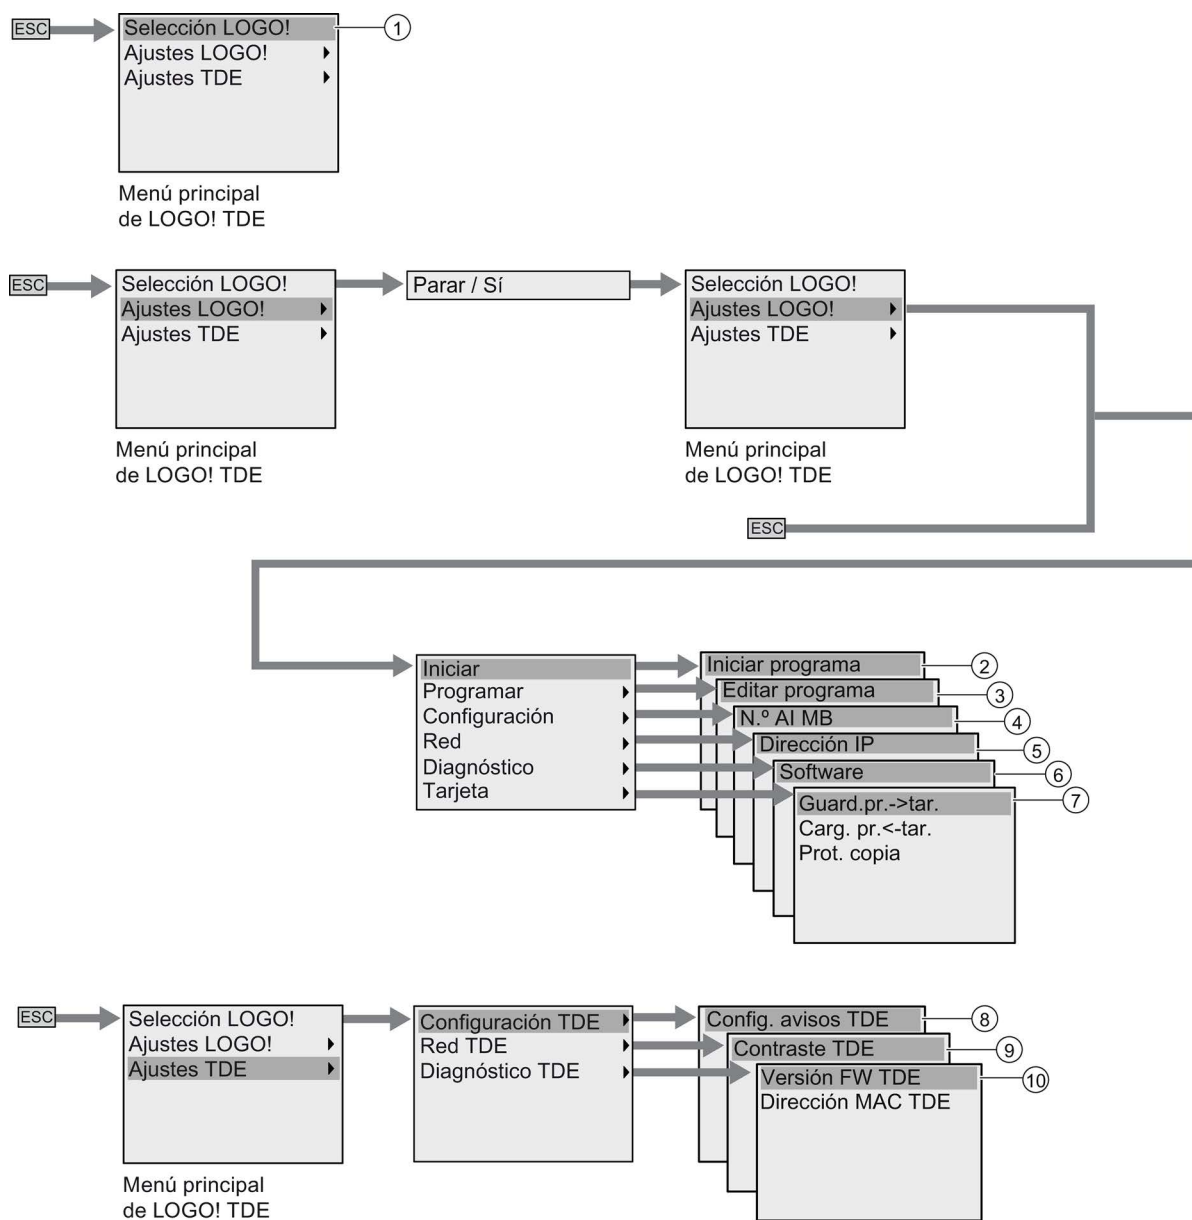 ESC
Selección LOGO!
①
Ajustes LOGO!
Ajustes TDE
Menú principal
de LOGO! TDE
ESC
Selección LOGO!
Ajustes LOGO!
Ajustes TDE
Menú principal
de LOGO! TDE
Parar / Sí
Selección LOGO!
Ajustes LOGO!
Ajustes TDE
Menú principal
de LOGO! TDE
ESC
Iniciar
Programar
Configuración
Red
Diagnóstico
Tarjeta
Iniciar programa
②
Editar programa
③
N.º AI MB
④
Dirección IP
⑤
Software
⑥
Guard.pr.->tar.
⑦
Carg. pr.<-tar.
Prot. copia
ESC
Selección LOGO!
Ajustes LOGO!
Ajustes TDE
Menú principal
de LOGO! TDE
Configuración TDE
Red TDE
Diagnóstico TDE
Config. avisos TDE
⑧
Contraste TDE
⑨
Versión FW TDE
⑩
Dirección MAC TDE